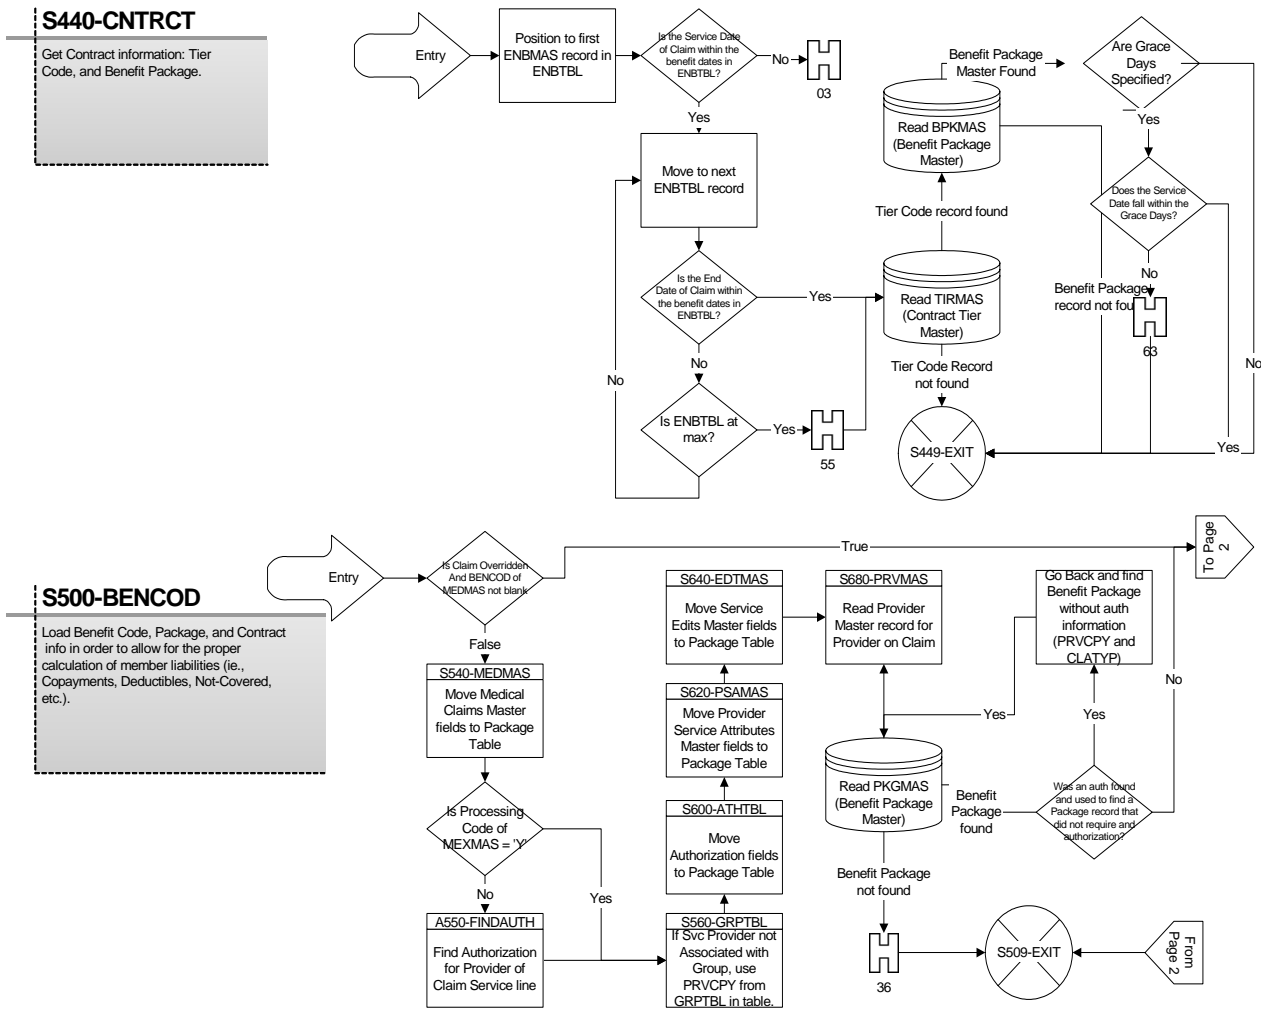 S440-CNTRCT
Get Contract information: Tier
Code, and Benefit Package.
Entry
Position to first
ENBMAS record in
ENBTBL
Is the Service Date
of Claim within the
benefit dates in
ENBTBL?
No
03
Yes
Move to next
ENBTBL record
Is the End
Date of Claim within
the benefit dates in
ENBTBL?
Yes
No
No
Is ENBTBL at
max?
Yes
55
Benefit Package
Master Found
Read BPKMAS
(Benefit Package
Master)
Tier Code record found
Read TIRMAS
(Contract Tier
Master)
Tier Code Record
not found
S449-EXIT
Are Grace
Days
Specified?
Yes
Does the Service
Date fall within the
Grace Days?
No
Benefit Package
record not fou
63
No
Yes
S500-BENCOD
Load Benefit Code, Package, and Contract
info in order to allow for the proper
calculation of member liabilities (ie.,
Copayments, Deductibles, Not-Covered,
etc.).
Entry
Is Claim Overridden
And BENCOD of
MEDMAS not blank
True
To Page
2
False
S540-MEDMAS
Move Medical
Claims Master
fields to Package
Table
Is Processing
Code of
MEXMAS = 'Y'
No
Yes
A550-FINDAUTH
Find Authorization
for Provider of
Claim Service line
S640-EDTMAS
Move Service
Edits Master fields
to Package Table
S620-PSAMAS
Move Provider
Service Attributes
Master fields to
Package Table
S600-ATHTBL
Move
Authorization fields
to Package Table
S560-GRPTBL
If Svc Provider not
Associated with
Group, use
PRVCPY from
GRPTBL in table.
S680-PRVMAS
Read Provider
Master record for
Provider on Claim
Read PKGMAS
(Benefit Package
Master)
Benefit
Package
found
Benefit Package
not found
36
S509-EXIT
From
Page 2
Go Back and find
Benefit Package
without auth
information
(PRVCPY and
CLATYP)
Yes
Yes
No
Was an auth found
and used to find a
Package record that
did not require and
authorization?